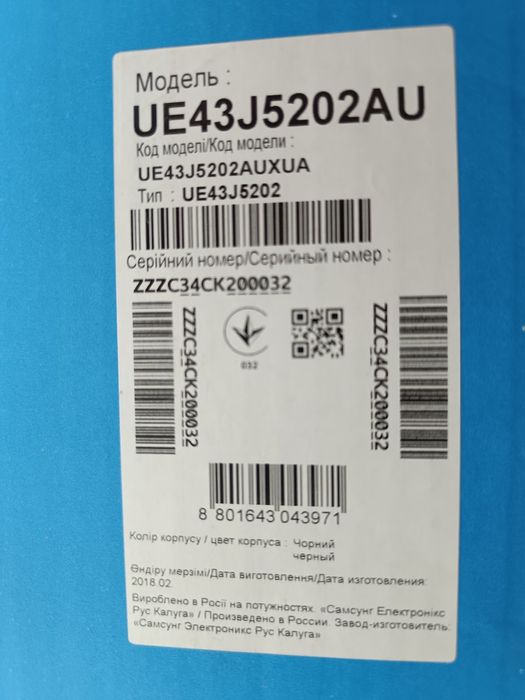 Модель :
UE43J5202AU
Код моделі/Код модели :
UE43J5202AUXUA
Тип : UE43J5202
Серійний номер/Серийный номер :
ZZZC34CK200032
ZZZC34CK200032
032
ZZZC34CK200032
8 801643 043971
Колір корпусу / цвет корпуса : Чорний
черный
Өндіру мерзімі/Дата виготовлення/Дата изготовления:
2018.02
Вироблено в Росії на потужностях. «Самсунг Електронікс
Рус Калуга» / Произведено в России. Завод-изготовитель:
«Самсунг Электроникс Рус Калуга»